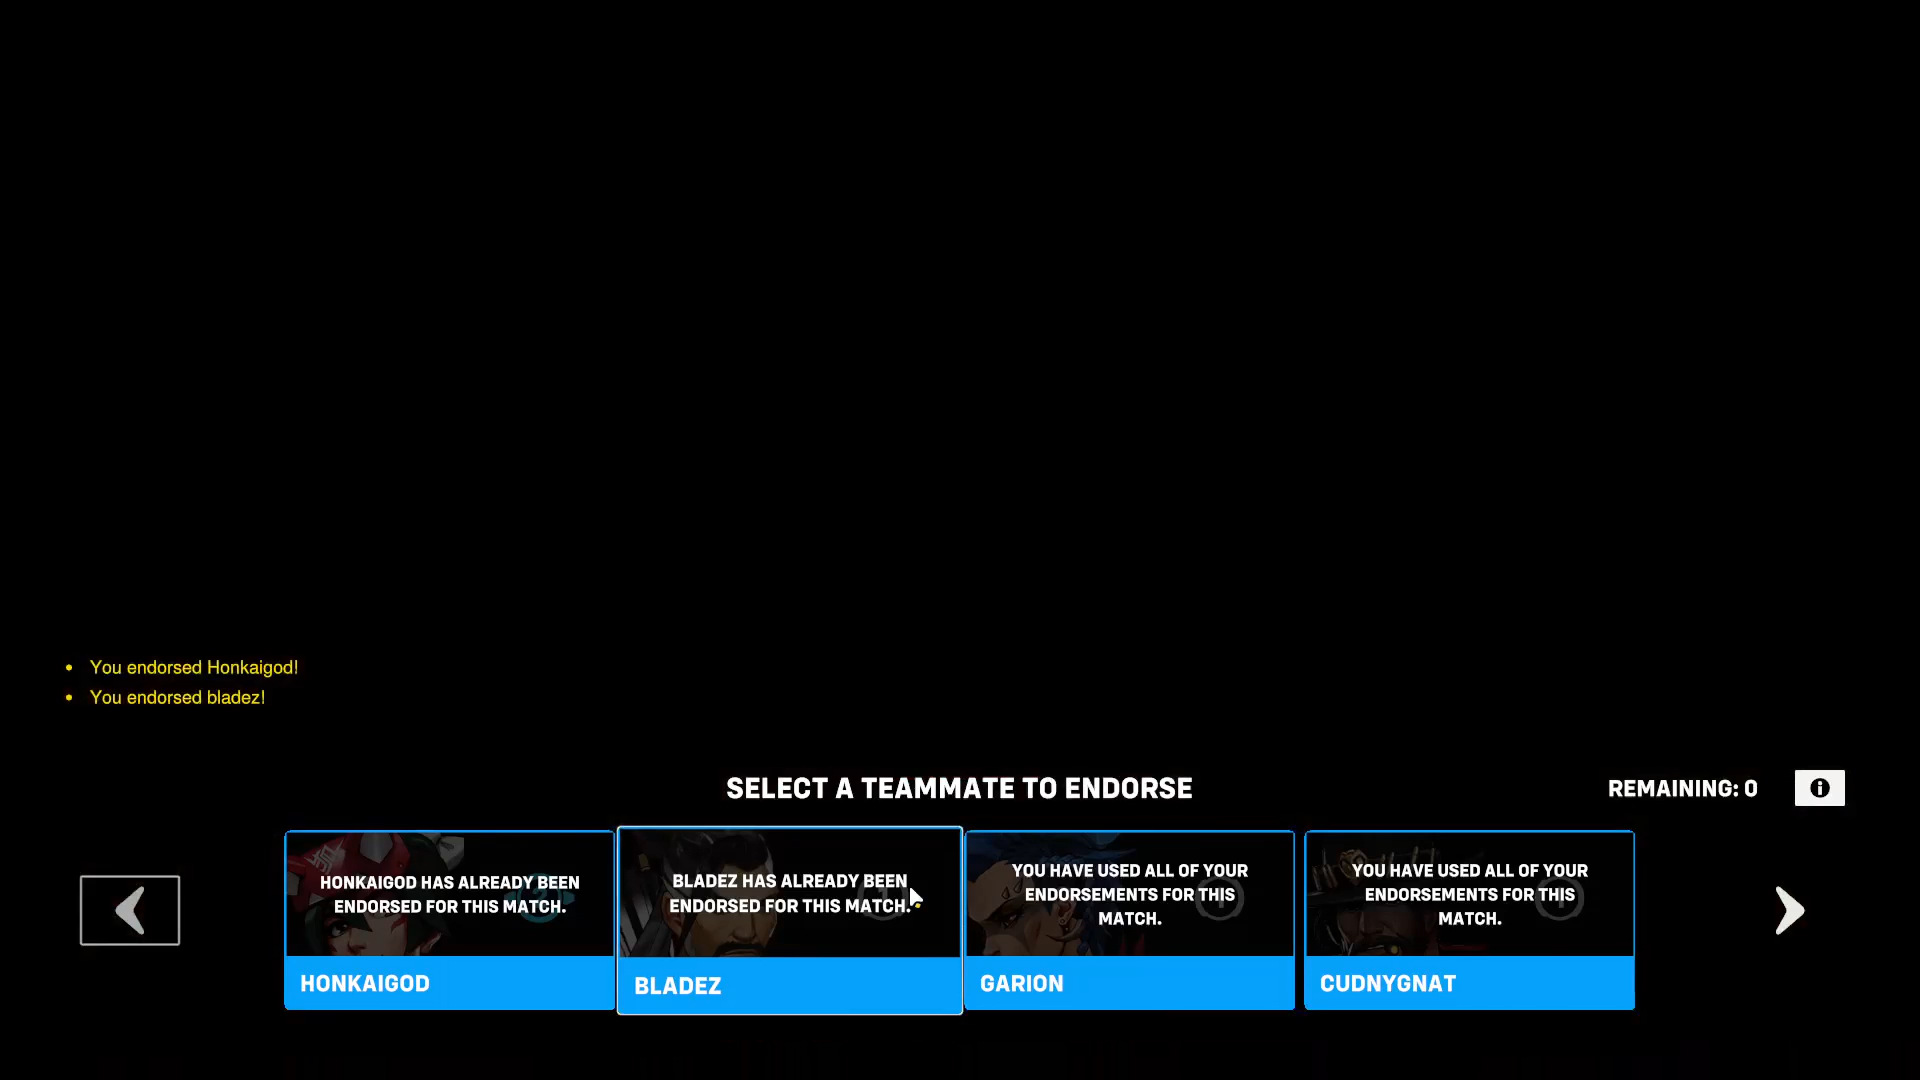 You endorsed Honkaigod!
You endorsed bladez!
SELECT A TEAMMATE TO ENDORSE
REMAINING: 0
HONKAIGOD HAS ALREADY BEEN
ENDORSED FOR THIS MATCH.
HONKAIGOD
BLADEZ HAS ALREADY BEEN
ENDORSED FOR THIS MATCH.
BLADEZ
YOU HAVE USED ALL OF YOUR
ENDORSEMENTS FOR THIS
MATCH.
GARION
YOU HAVE USED ALL OF YOUR
ENDORSEMENTS FOR THIS
MATCH.
CUDNYGNAT